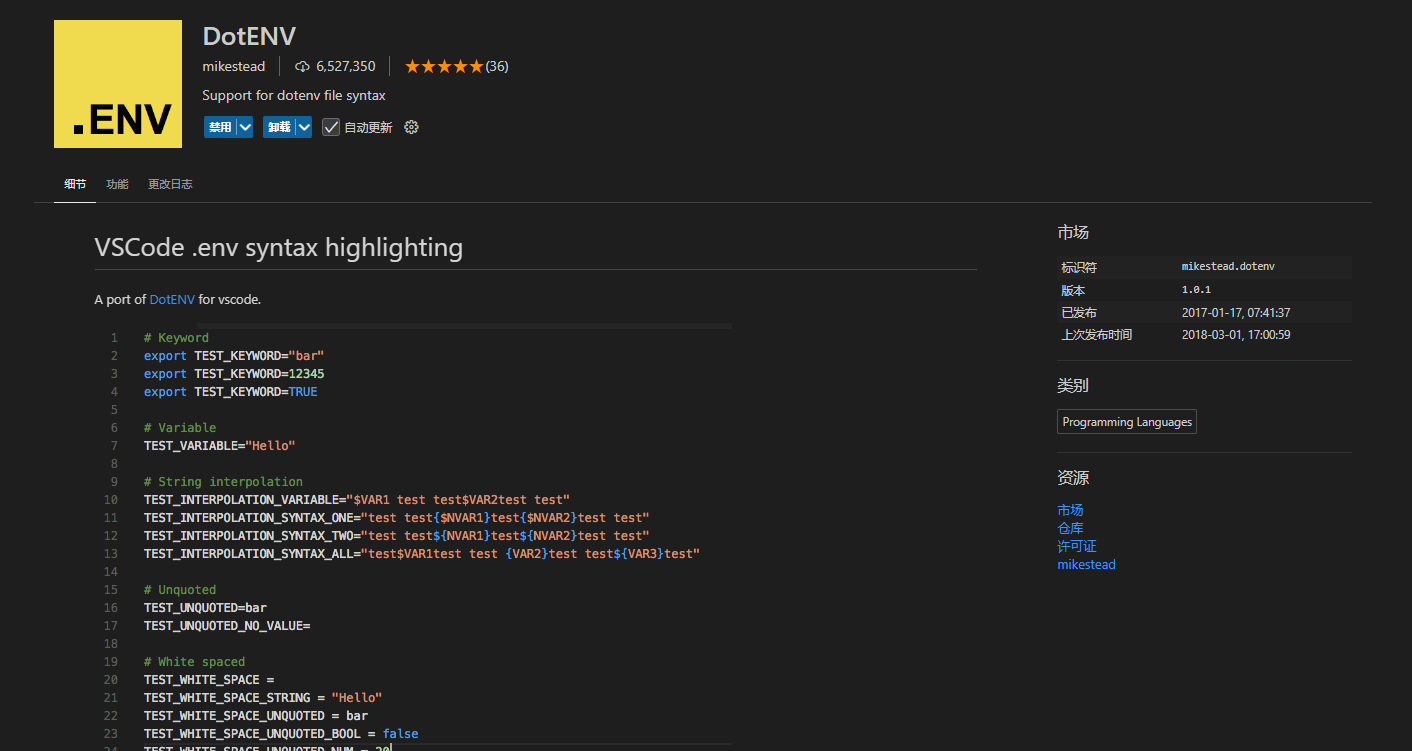 .ENV
DotENV
mikestead 6,527,350 (36)
Support for dotenv file syntax
禁用 卸载 自动更新
细节 功能 更改日志
VSCode .env syntax highlighting
A port of DotENV for vscode.
1 # Keyword
2 export TEST_KEYWORD="bar"
3 export TEST_KEYWORD=12345
4 export TEST_KEYWORD=TRUE
5
6 # Variable
7 TEST_VARIABLE="Hello"
8
9 # String interpolation
10 TEST_INTERPOLATION_VARIABLE="$VAR1 test test$VAR2test test"
11 TEST_INTERPOLATION_SYNTAX_ONE="test test{$NVAR1}test{$NVAR2}test test"
12 TEST_INTERPOLATION_SYNTAX_TWO="test test${NVAR1}test${NVAR2}test test"
13 TEST_INTERPOLATION_SYNTAX_ALL="test$VAR1test test {VAR2}test test${VAR3}test"
14
15 # Unquoted
16 TEST_UNQUOTED=bar
17 TEST_UNQUOTED_NO_VALUE=
18
19 # White spaced
20 TEST_WHITE_SPACE =
21 TEST_WHITE_SPACE_STRING = "Hello"
22 TEST_WHITE_SPACE_UNQUOTED = bar
23 TEST_WHITE_SPACE_UNQUOTED_BOOL = false
24 TEST_WHITE_SPACE_UNQUOTED_NUM = 20
市场
标识符 mikestead.dotenv
版本 1.0.1
已发布 2017-01-17, 07:41:37
上次发布时间 2018-03-01, 17:00:59
类别
Programming Languages
资源
市场
仓库
许可证
mikestead